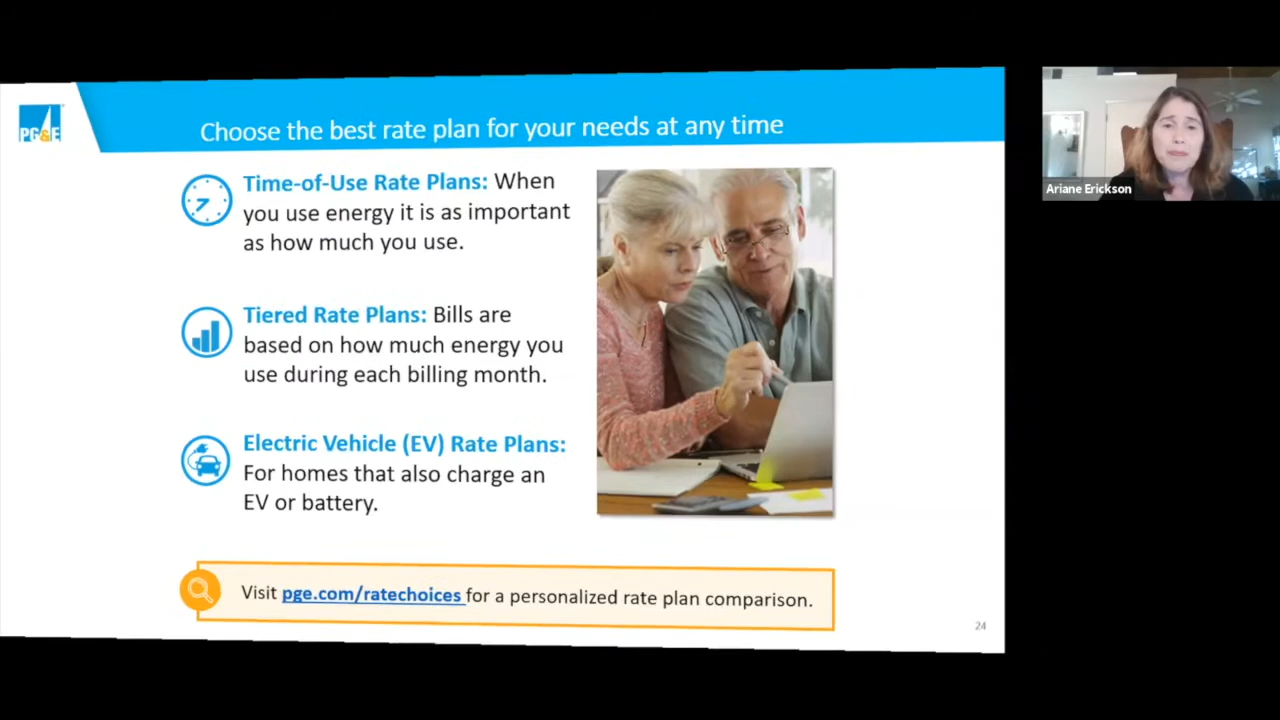 PG&E
Choose the best rate plan for your needs at any time
Time-of-Use Rate Plans: When
you use energy it is as important
as how much you use.
Tiered Rate Plans: Bills are
based on how much energy you
use during each billing month.
Electric Vehicle (EV) Rate Plans:
For homes that also charge an
EV or battery.
Visit pge.com/ratechoices for a personalized rate plan comparison.
24
Ariane Erickson